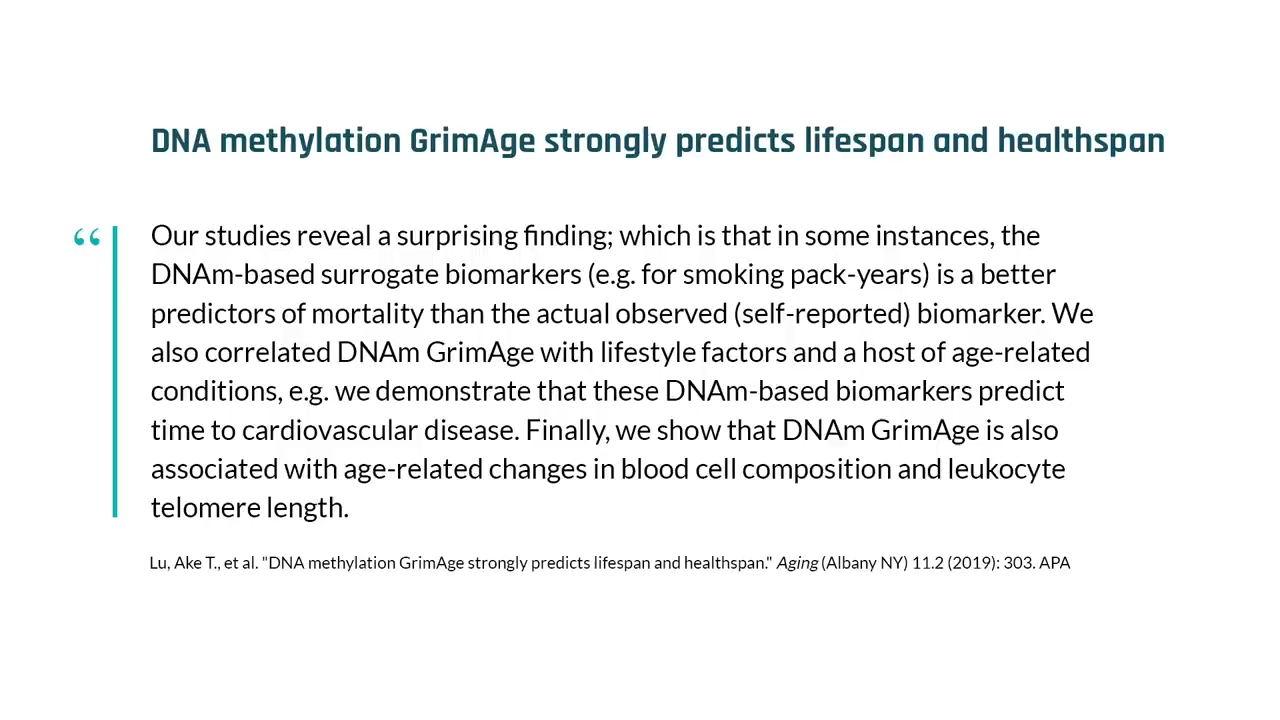 DNA methylation GrimAge strongly predicts lifespan and healthspan
“
Our studies reveal a surprising finding; which is that in some instances, the
DNAm-based surrogate biomarkers (e.g. for smoking pack-years) is a better
predictors of mortality than the actual observed (self-reported) biomarker. We
also correlated DNAm GrimAge with lifestyle factors and a host of age-related
conditions, e.g. we demonstrate that these DNAm-based biomarkers predict
time to cardiovascular disease. Finally, we show that DNAm GrimAge is also
associated with age-related changes in blood cell composition and leukocyte
telomere length.
Lu, Ake T., et al. "DNA methylation GrimAge strongly predicts lifespan and healthspan." Aging (Albany NY) 11.2 (2019): 303. APA